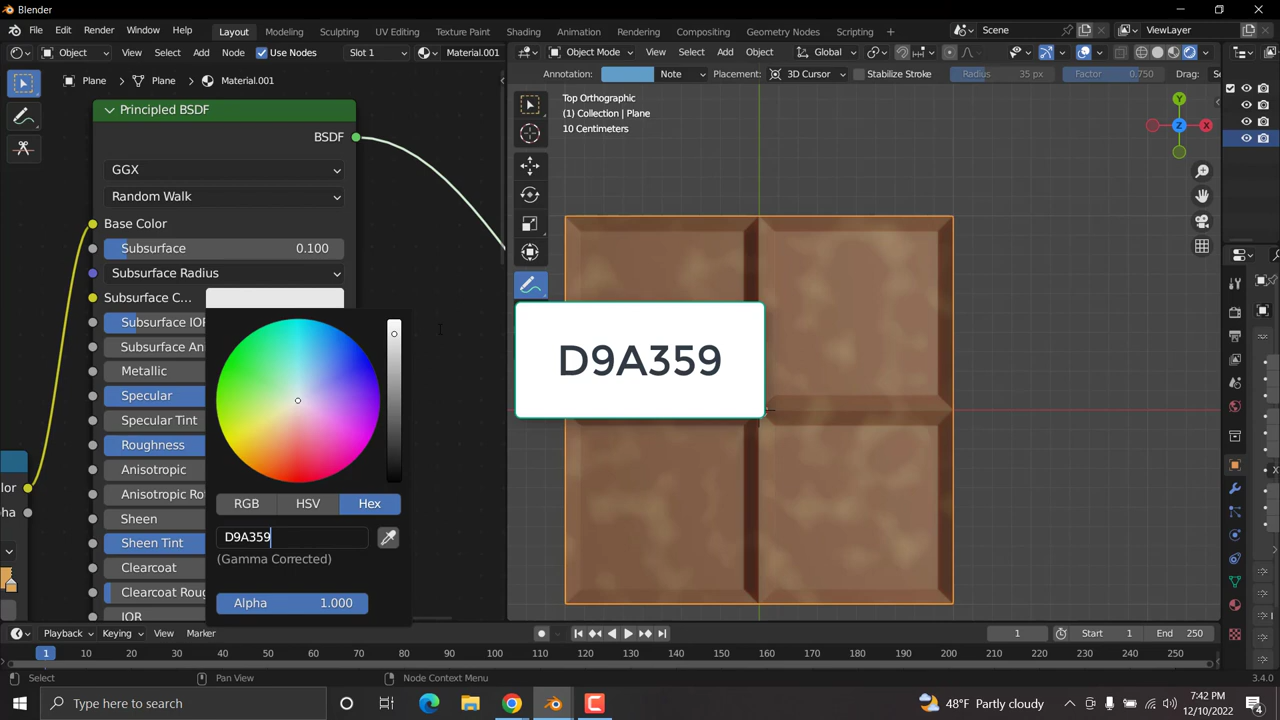 Blender
File Edit Render Window Help Layout Modeling Sculpting UV Editing Texture Paint Shading Animation Rendering Compositing Geometry Nodes Scripting Scene ViewLayer
Object View Select Add Node Use Nodes Slot 1 Material.001 Object Mode View Select Add Object Global
Plane Plane Material.001 Annotation: Note Placement: 3D Cursor Stabilize Stroke Radius 35 px Factor 0.750 Drag:
Principled BSDF
BSDF
GGX
Random Walk
Base Color
Subsurface 0.100
Subsurface Radius
Subsurface C...
Subsurface IOR
Subsurface An
Metallic
Specular
Specular Tint
Roughness
Anisotropic
Anisotropic Ro
Sheen
Sheen Tint
Clearcoat
Clearcoat Roug
IOR
RGB HSV Hex
D9A359
(Gamma Corrected)
Alpha 1.000
Top Orthographic
(1) Collection | Plane
10 Centimeters
Y
X
Z
D9A359
Playback Keying View Marker 1 Start 1 End 250
1 10 20 30 40 50 60 70 80 90 100 110 120 130 140 150 160 170 180 190 200 210 220 230 240 250
Select Pan View Node Context Menu 3.4.0
Type here to search 48°F Partly cloudy 7:42 PM
12/10/2022
4